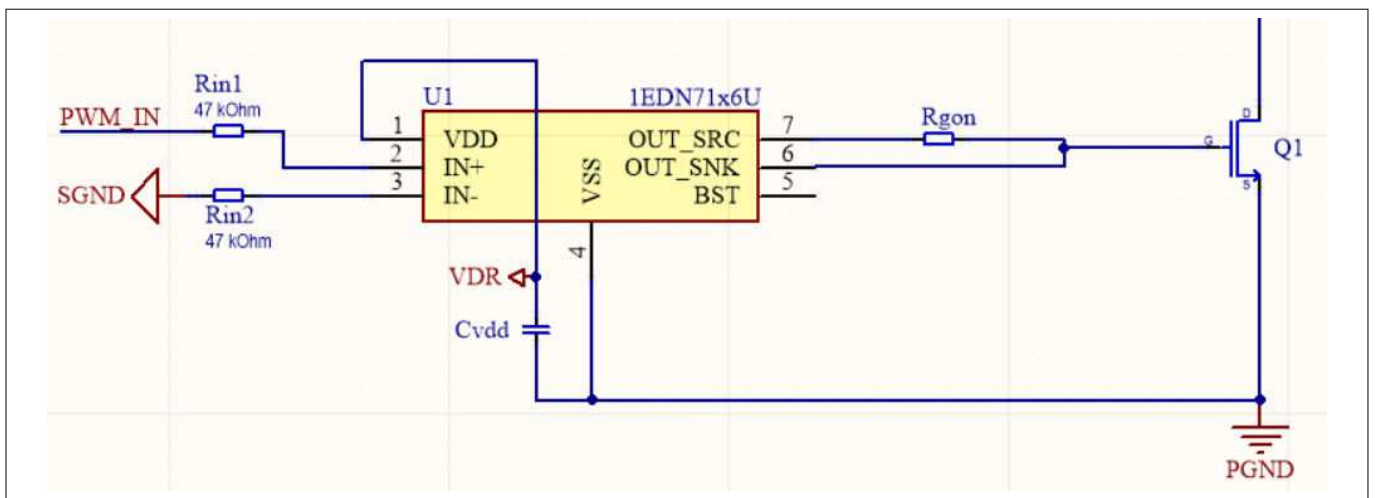 Rin1
47 kOhm
PWM_IN
SGND
Rin2
47 kOhm
U1
1EDN71x6U
1
VDD
2
IN+
3
IN-
VSS
4
OUT_SRC
7
OUT_SNK
6
BST
5
Rgon
D
G
S
Q1
VDR
Cvdd
PGND